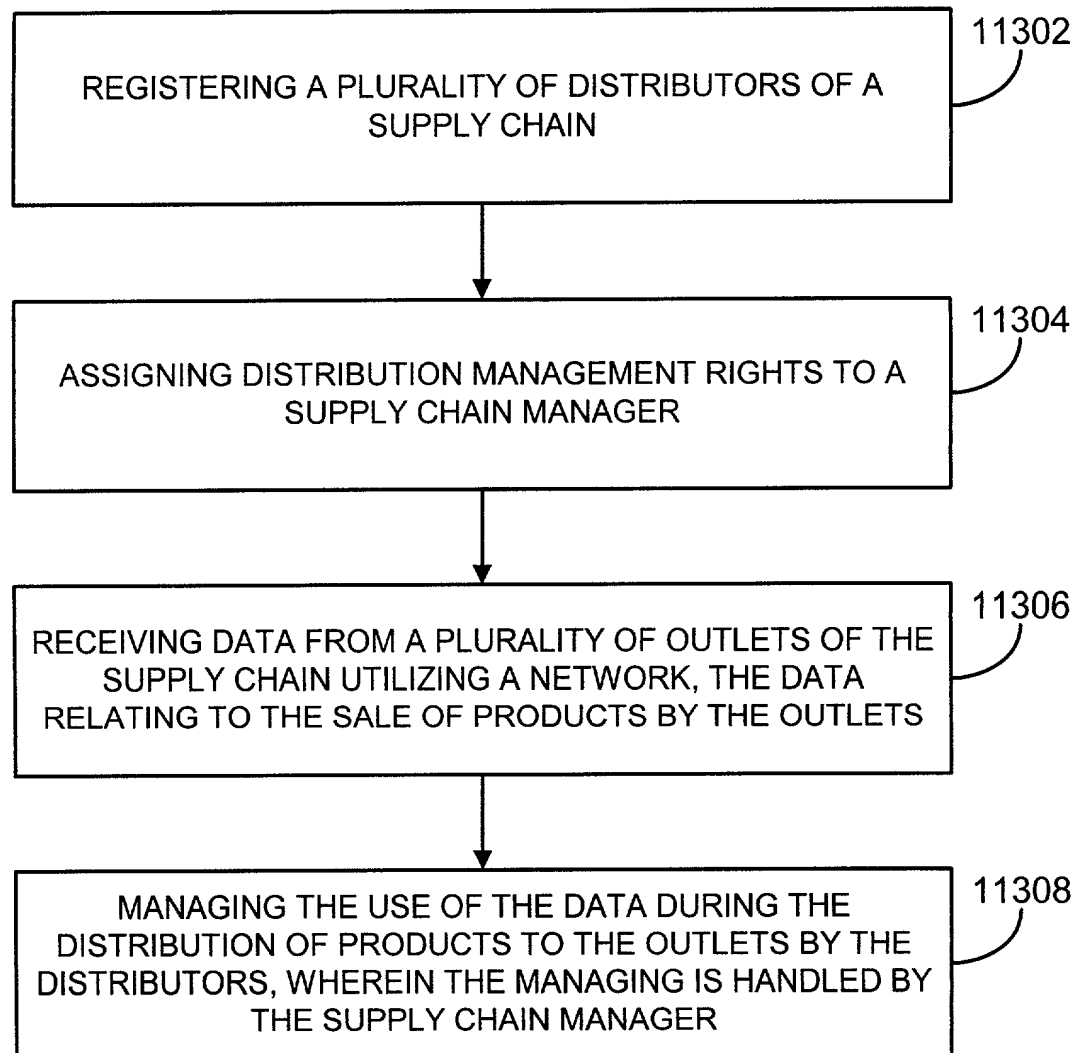 11302
REGISTERING A PLURALITY OF DISTRIBUTORS OF A
SUPPLY CHAIN
11304
ASSIGNING DISTRIBUTION MANAGEMENT RIGHTS TO A
SUPPLY CHAIN MANAGER
11306
RECEIVING DATA FROM A PLURALITY OF OUTLETS OF THE
SUPPLY CHAIN UTILIZING A NETWORK, THE DATA
RELATING TO THE SALE OF PRODUCTS BY THE OUTLETS
11308
MANAGING THE USE OF THE DATA DURING THE
DISTRIBUTION OF PRODUCTS TO THE OUTLETS BY THE
DISTRIBUTORS, WHEREIN THE MANAGING IS HANDLED BY
THE SUPPLY CHAIN MANAGER